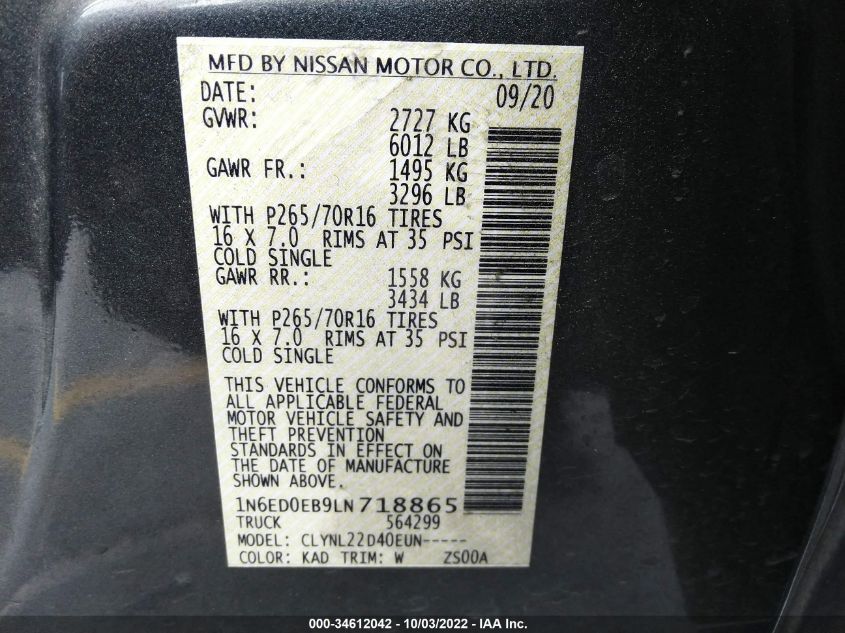 MFD BY NISSAN MOTOR CO., LTD.
DATE: 09/20
GVWR: 2727 KG
6012 LB
GAWR FR.: 1495 KG
3296 LB
WITH P265/70R16 TIRES
16 X 7.0 RIMS AT 35 PSI
COLD SINGLE
GAWR RR.: 1558 KG
3434 LB
WITH P265/70R16 TIRES
16 X 7.0 RIMS AT 35 PSI
COLD SINGLE
THIS VEHICLE CONFORMS TO
ALL APPLICABLE FEDERAL
MOTOR VEHICLE SAFETY AND
THEFT PREVENTION
STANDARDS IN EFFECT ON
THE DATE OF MANUFACTURE
SHOWN ABOVE.
1N6ED0EB9LN718865
TRUCK 564299
MODEL: CLYNL22D40EUN-----
COLOR: KAD TRIM: W ZS00A
000-34612042 - 10/03/2022 - IAA Inc.